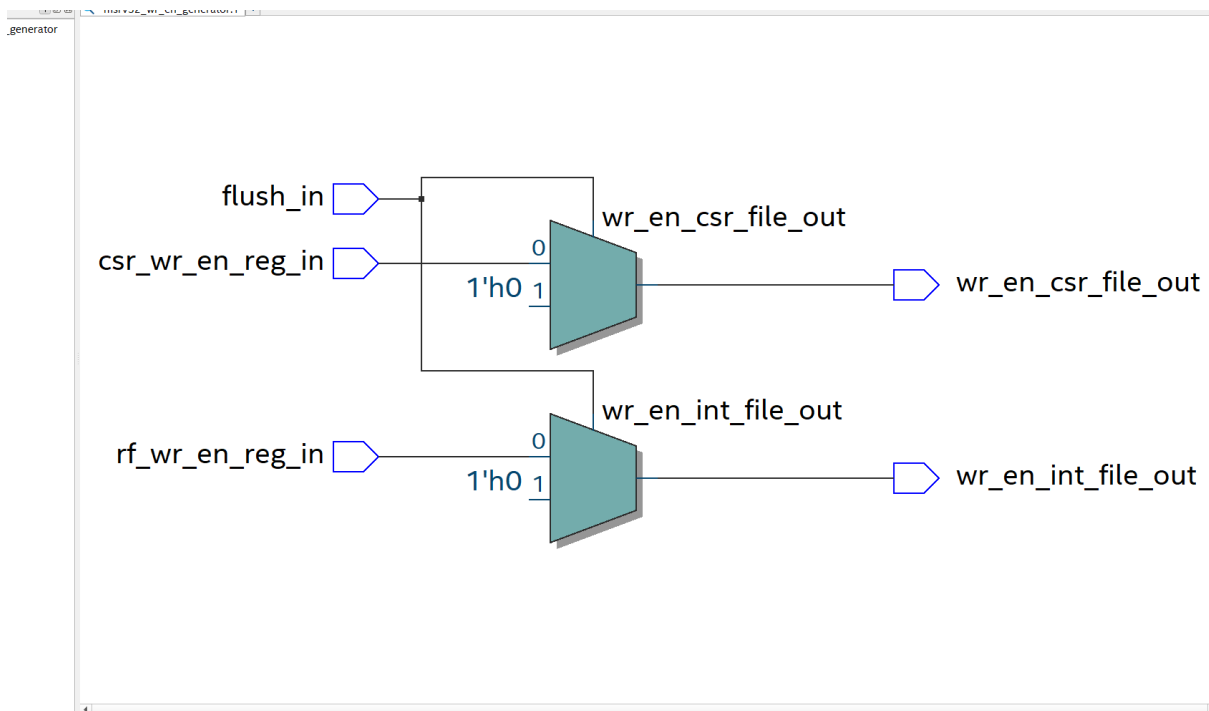 _generator
flush_in
wr_en_csr_file_out
csr_wr_en_reg_in
0
1'h0 1
wr_en_csr_file_out
wr_en_int_file_out
rf_wr_en_reg_in
0
1'h0 1
wr_en_int_file_out